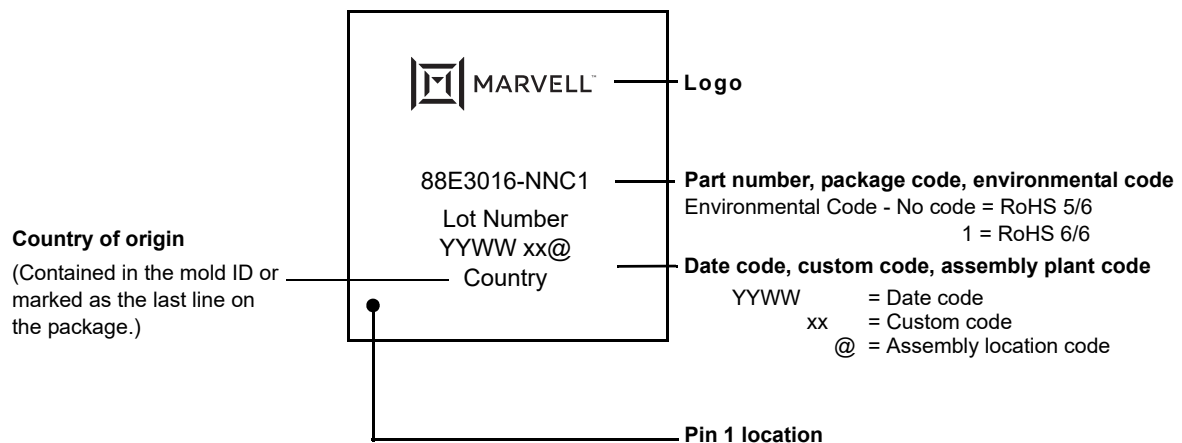 MARVELL™
Logo
88E3016-NNC1
Part number, package code, environmental code
Environmental Code - No code = RoHS 5/6
1 = RoHS 6/6
Lot Number
YYWW xx@
Country
Country of origin
(Contained in the mold ID or
marked as the last line on
the package.)
Date code, custom code, assembly plant code
YYWW = Date code
xx = Custom code
@ = Assembly location code
Pin 1 location